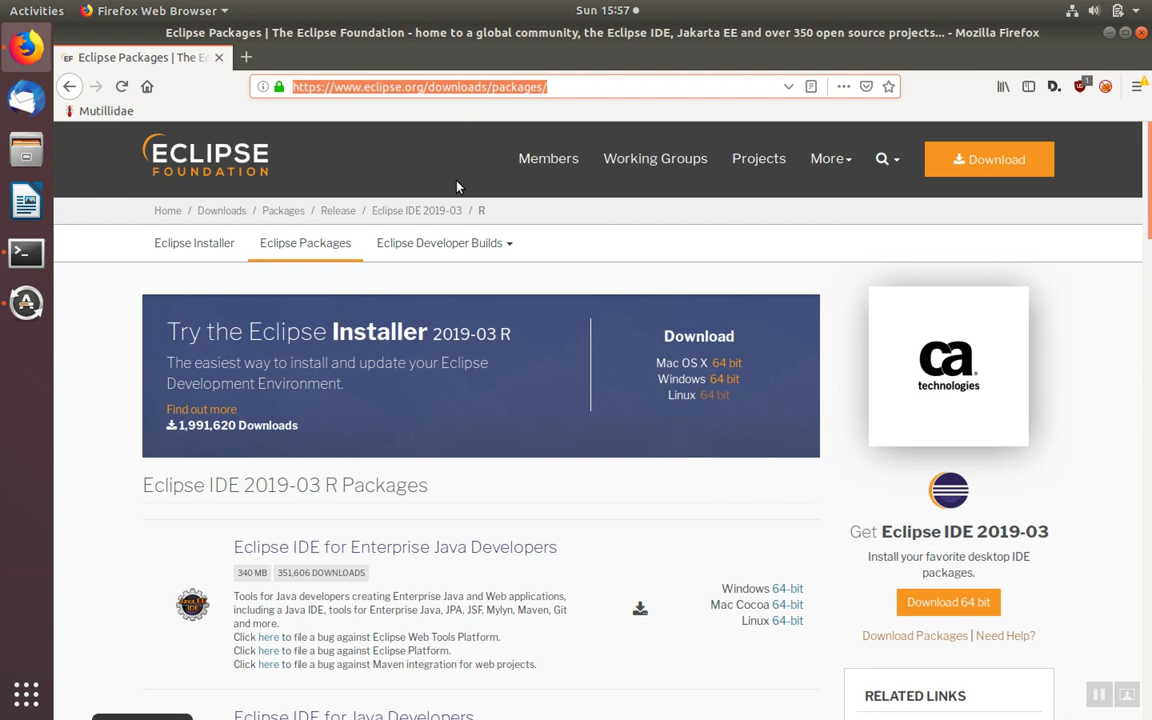 Activities
Firefox Web Browser
Sun 15:57
Eclipse Packages | The Eclipse Foundation - home to a global community, the Eclipse IDE, Jakarta EE and over 350 open source projects... - Mozilla Firefox
Eclipse Packages | The Ec
https://www.eclipse.org/downloads/packages/
Mutillidae
ECLIPSE
FOUNDATION
Members
Working Groups
Projects
More
Download
Home / Downloads / Packages / Release / Eclipse IDE 2019-03 / R
Eclipse Installer
Eclipse Packages
Eclipse Developer Builds
Try the Eclipse Installer 2019-03 R
The easiest way to install and update your Eclipse
Development Environment.
Find out more
1,991,620 Downloads
Download
Mac OS X 64 bit
Windows 64 bit
Linux 64 bit
ca
technologies
Eclipse IDE 2019-03 R Packages
Eclipse IDE for Enterprise Java Developers
340 MB 351,606 DOWNLOADS
Tools for Java developers creating Enterprise Java and Web applications,
including a Java IDE, tools for Enterprise Java, JPA, JSF, Mylyn, Maven, Git
and more.
Click here to file a bug against Eclipse Web Tools Platform.
Click here to file a bug against Eclipse Platform.
Click here to file a bug against Maven integration for web projects.
Java EE
IDE
Windows 64-bit
Mac Cocoa 64-bit
Linux 64-bit
Get Eclipse IDE 2019-03
Install your favorite desktop IDE
packages.
Download 64 bit
Download Packages | Need Help?
RELATED LINKS
Eclipse IDE for Java Developers